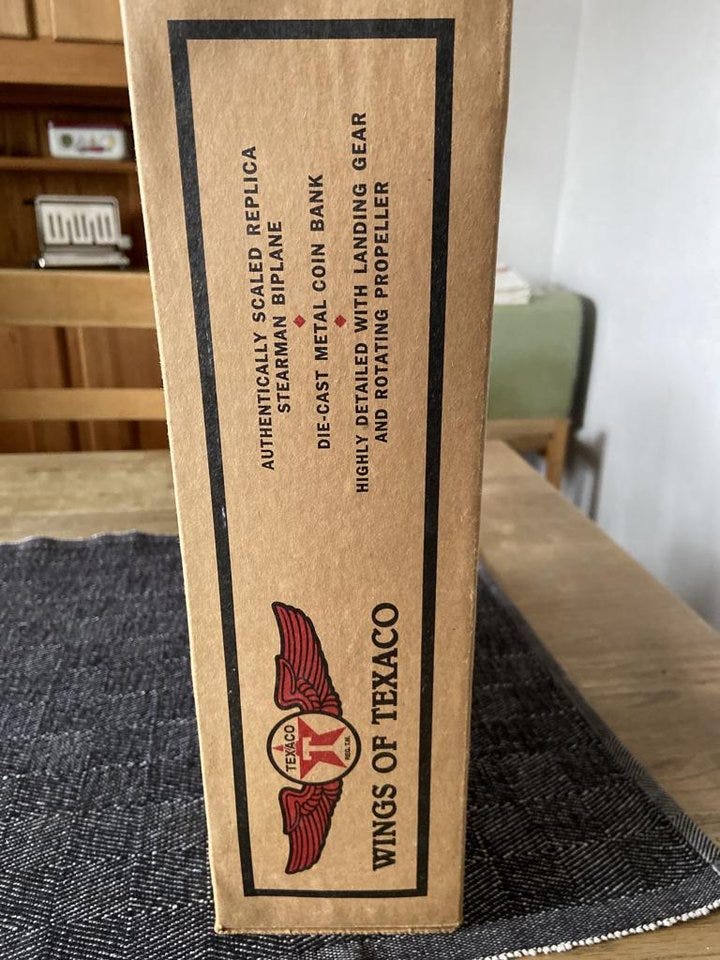 TEXACO
T
REG. T.M.
WINGS OF TEXACO
AUTHENTICALLY SCALED REPLICA
STEARMAN BIPLANE
DIE-CAST METAL COIN BANK
HIGHLY DETAILED WITH LANDING GEAR
AND ROTATING PROPELLER